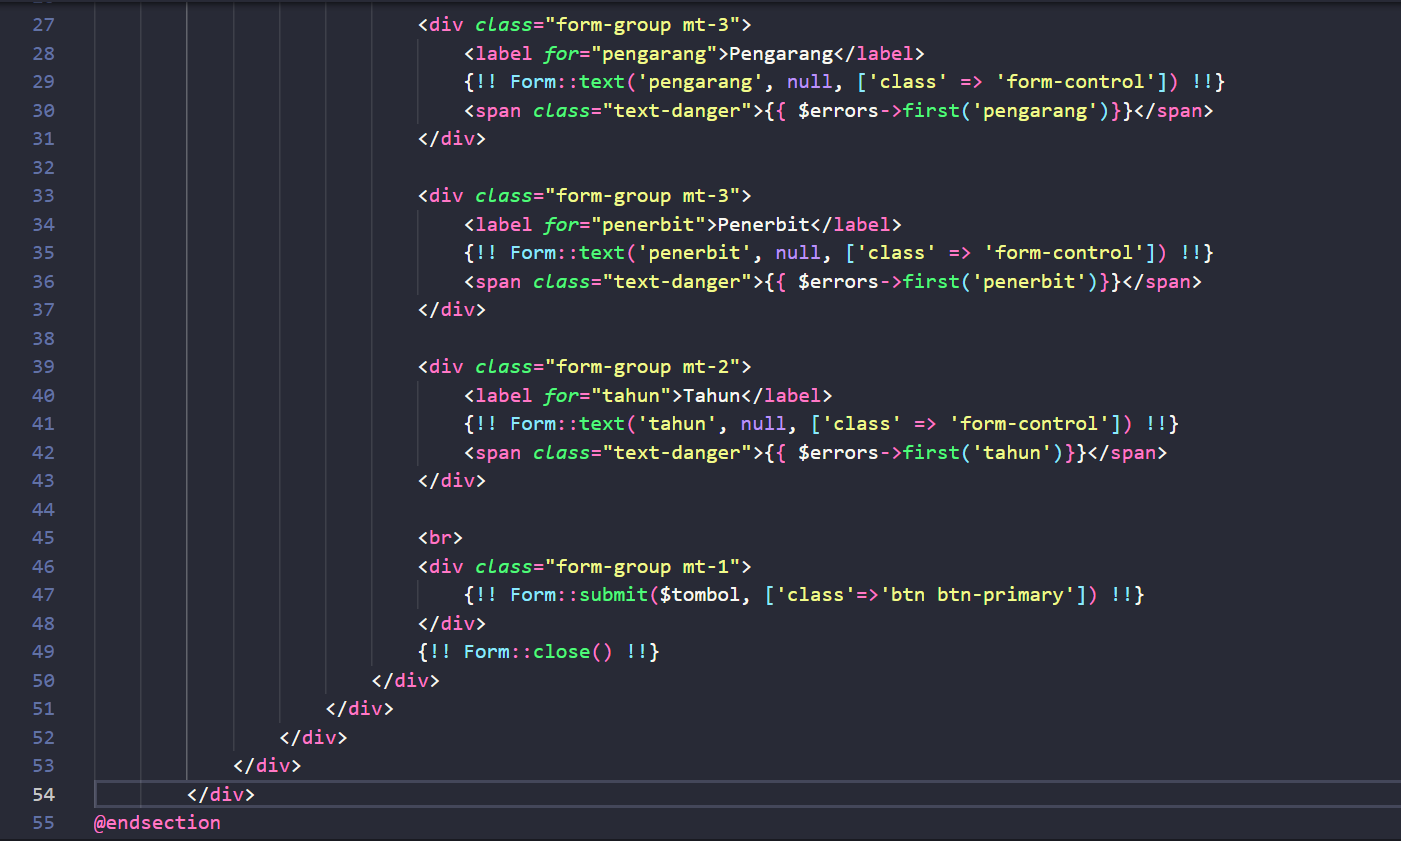 27 <div class="form-group mt-3">
28 <label for="pengarang">Pengarang</label>
29 {!! Form::text('pengarang', null, ['class' => 'form-control']) !!}
30 <span class="text-danger">{{ $errors->first('pengarang')}}</span>
31 </div>
32
33 <div class="form-group mt-3">
34 <label for="penerbit">Penerbit</label>
35 {!! Form::text('penerbit', null, ['class' => 'form-control']) !!}
36 <span class="text-danger">{{ $errors->first('penerbit')}}</span>
37 </div>
38
39 <div class="form-group mt-2">
40 <label for="tahun">Tahun</label>
41 {!! Form::text('tahun', null, ['class' => 'form-control']) !!}
42 <span class="text-danger">{{ $errors->first('tahun')}}</span>
43 </div>
44
45 <br>
46 <div class="form-group mt-1">
47 {!! Form::submit($tombol, ['class'=>'btn btn-primary']) !!}
48 </div>
49 {!! Form::close() !!}
50 </div>
51 </div>
52 </div>
53 </div>
54 </div>
55 @endsection